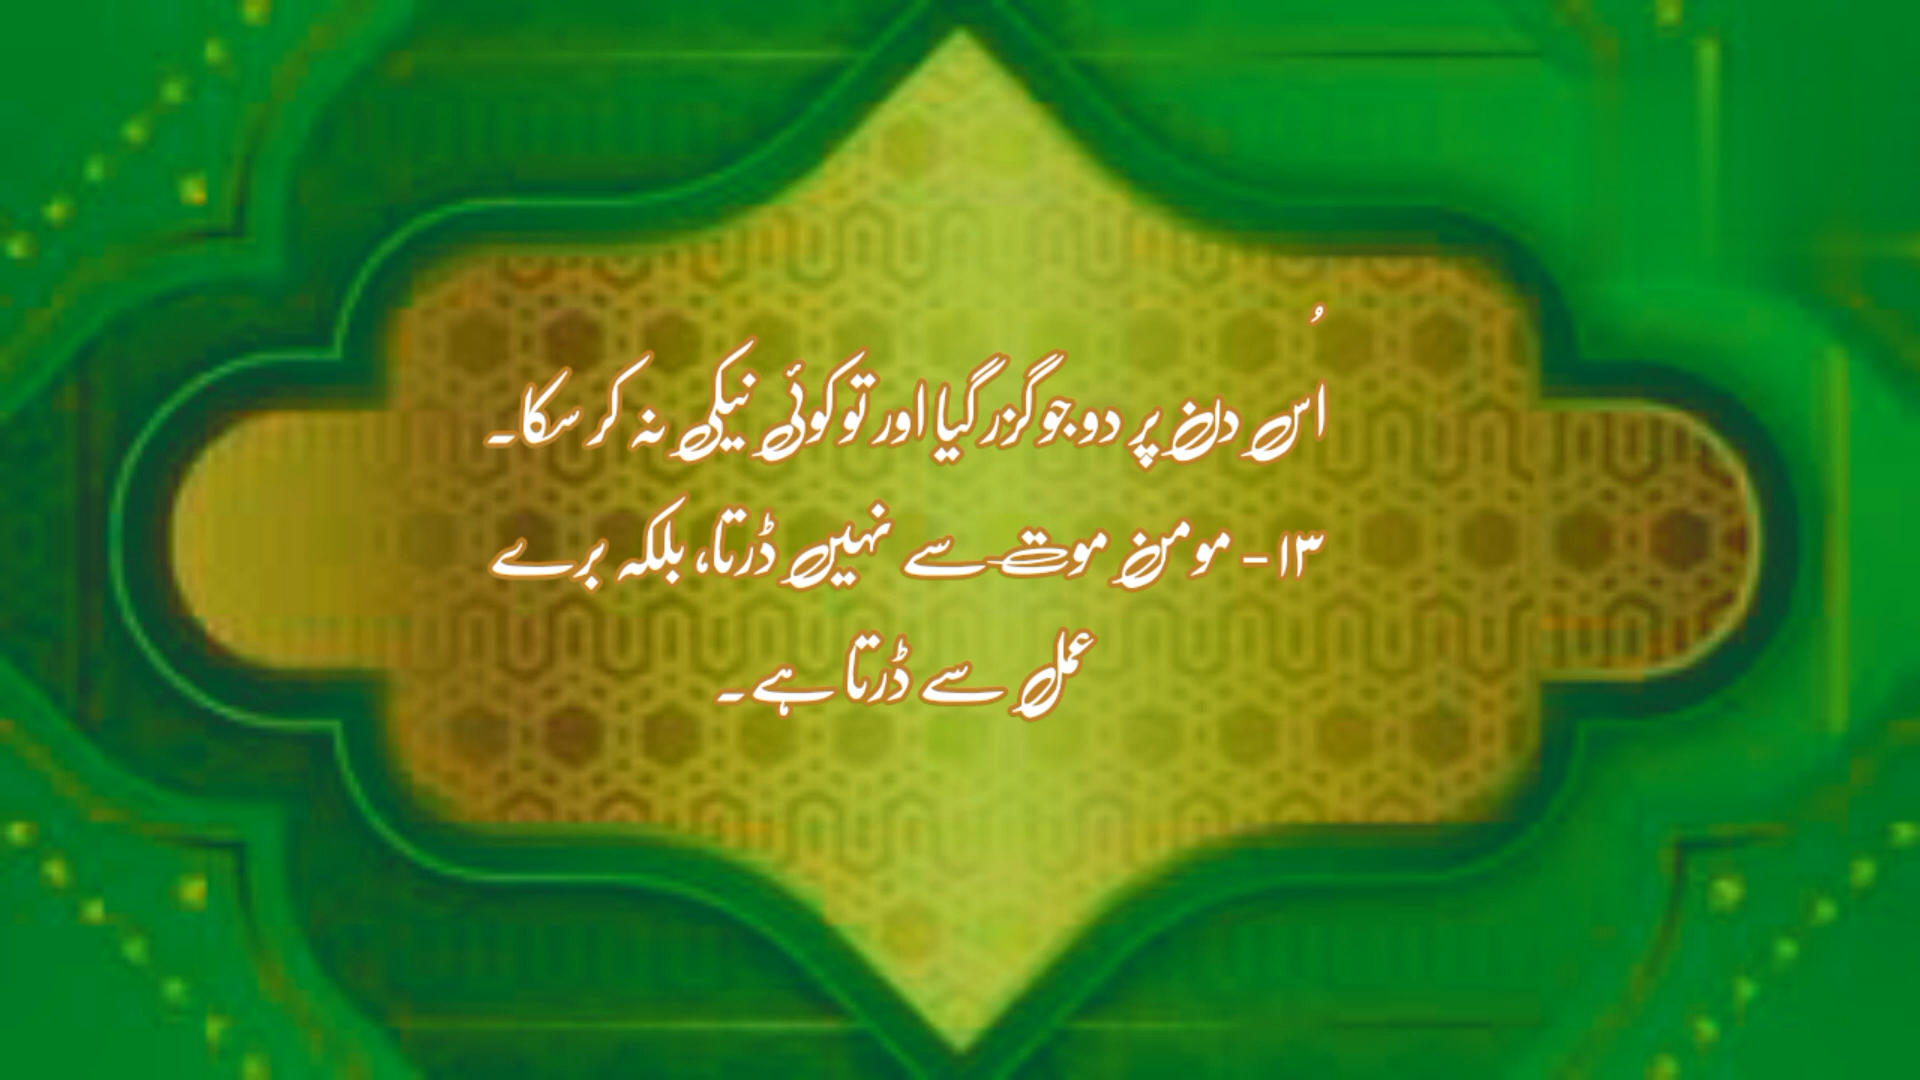 اُس دن پر دو جو گزر گیا اور تو کوئی نیکی نہ کر سکا۔
۱۳- مومن موت سے نہیں ڈرتا، بلکہ برے
عمل سے ڈرتا ہے۔